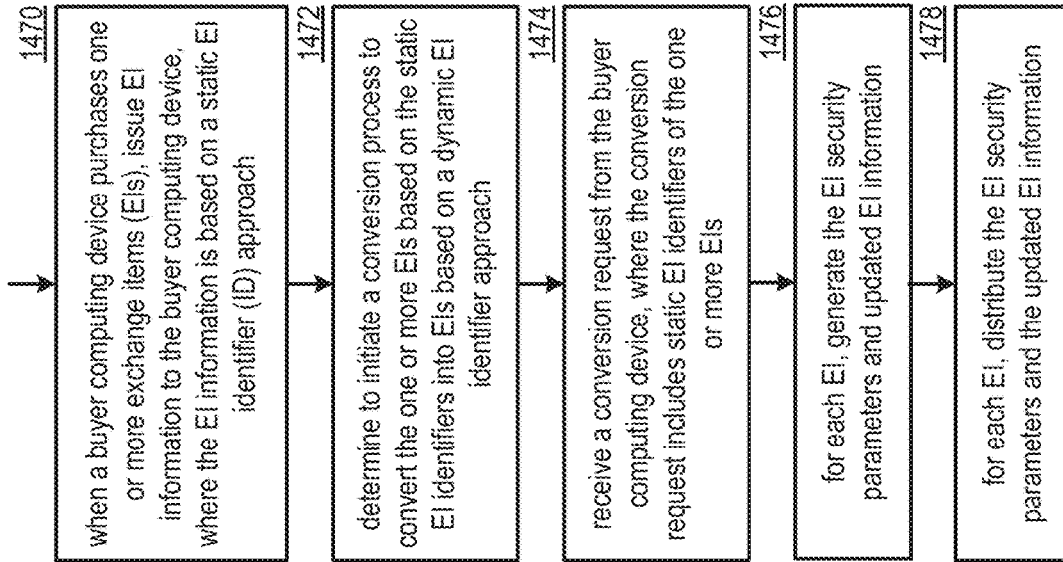 1470
when a buyer computing device purchases one
or more exchange items (EIs), issue EI
information to the buyer computing device,
where the EI information is based on a static EI
identifier (ID) approach
1472
determine to initiate a conversion process to
convert the one or more EIs based on the static
EI identifiers into EIs based on a dynamic EI
identifier approach
1474
receive a conversion request from the buyer
computing device, where the conversion
request includes static EI identifiers of the one
or more EIs
1476
for each EI, generate the EI security
parameters and updated EI information
1478
for each EI, distribute the EI security
parameters and the updated EI information